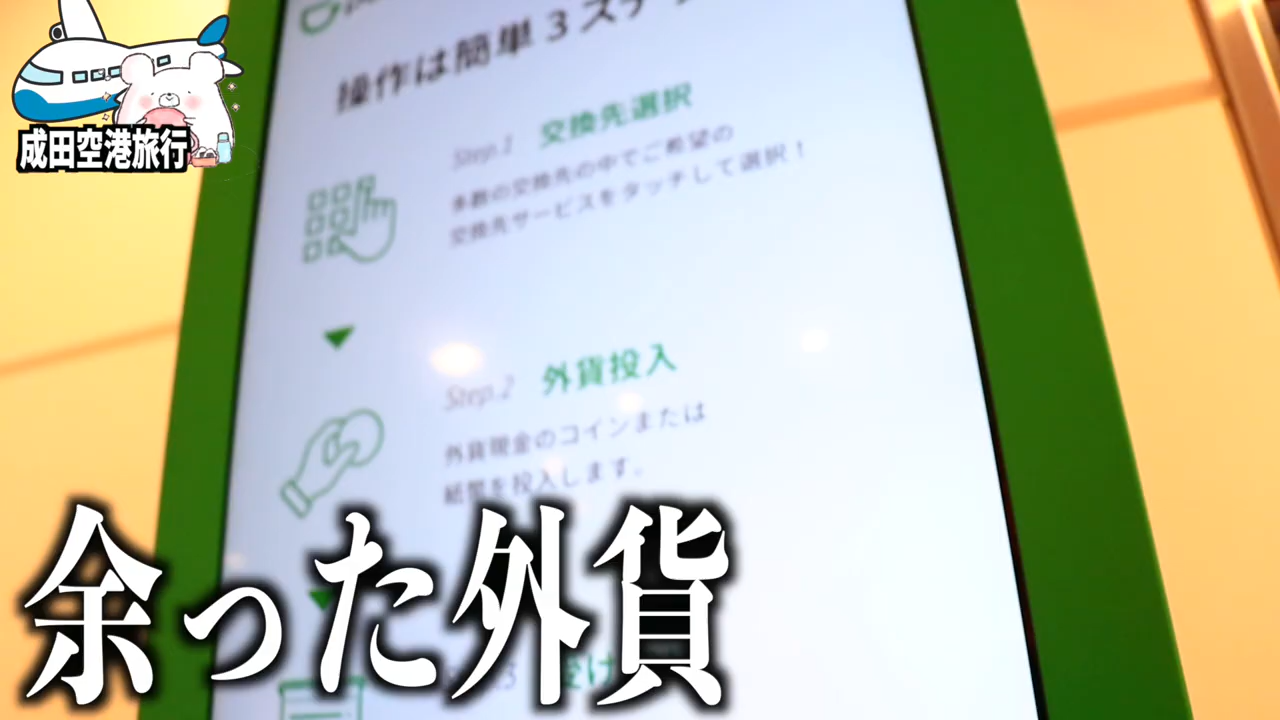 成田空港旅行
操作は簡単3ステッ
Step.1 交換先選択
多数の交換先の中でご希望の
交換先サービスをタッチして選択！
Step.2 外貨投入
外貨現金のコインまたは
紙幣を投入します。
受け
余った外貨